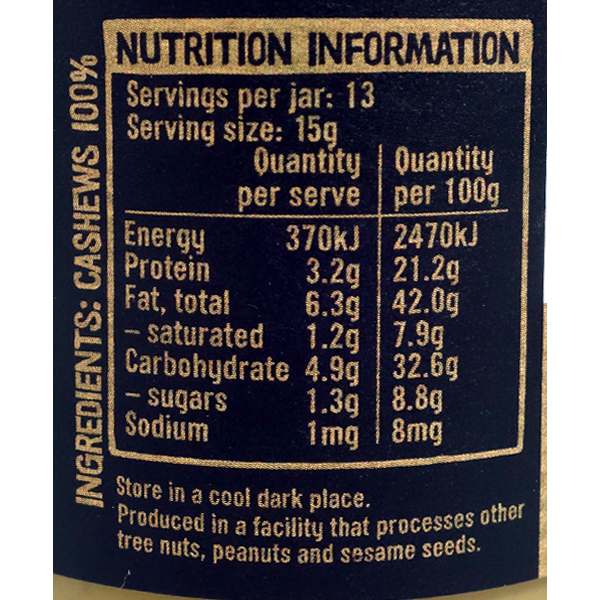 NUTRITION INFORMATION
Servings per jar: 13
Serving size: 15g
Quantity Quantity
per serve per 100g
Energy 370kJ 2470kJ
Protein 3.2g 21.2g
Fat, total 6.3g 42.0g
– saturated 1.2g 7.9g
Carbohydrate 4.9g 32.6g
– sugars 1.3g 8.8g
Sodium 1mg 8mg
INGREDIENTS: CASHEWS 100%
Store in a cool dark place.
Produced in a facility that processes other
tree nuts, peanuts and sesame seeds.